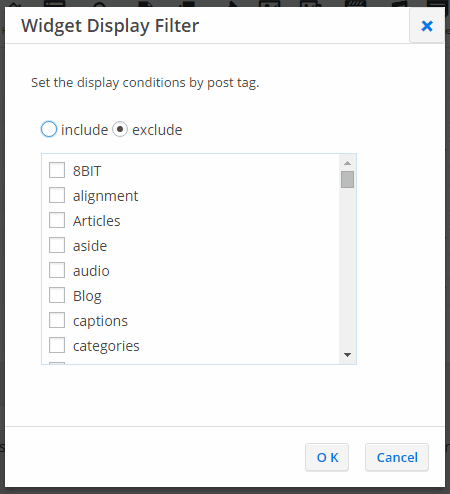 Widget Display Filter
Set the display conditions by post tag.
include exclude
8BIT
alignment
Articles
aside
audio
Blog
captions
categories
O K Cancel